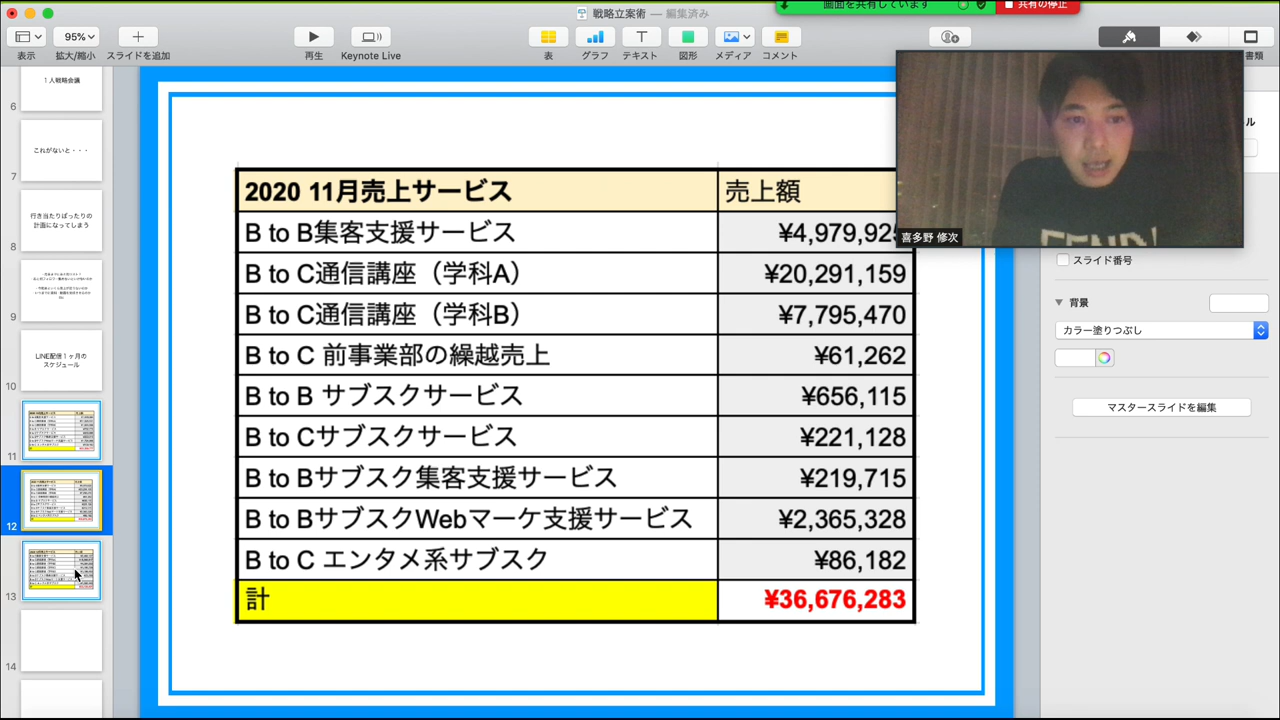 戦略立案術 — 編集済み
画面を共有しています
共有の停止
95%
表示
拡大/縮小
スライドを追加
再生
Keynote Live
表
グラフ
テキスト
図形
メディア
コメント
書類
1人戦略会議
6
これがないと・・・
7
行き当たりばったりの
計画になってしまう
8
9
LINE配信1ヶ月の
スケジュール
10
11
12
13
14
2020 11月売上サービス 売上額
B to B集客支援サービス ¥4,979,925
B to C通信講座（学科A） ¥20,291,159
B to C通信講座（学科B） ¥7,795,470
B to C 前事業部の繰越売上 ¥61,262
B to B サブスクサービス ¥656,115
B to Cサブスクサービス ¥221,128
B to Bサブスク集客支援サービス ¥219,715
B to BサブスクWebマーケ支援サービス ¥2,365,328
B to C エンタメ系サブスク ¥86,182
計 ¥36,676,283
喜多野 修次
ル
スライド番号
背景
カラー塗りつぶし
マスタースライドを編集